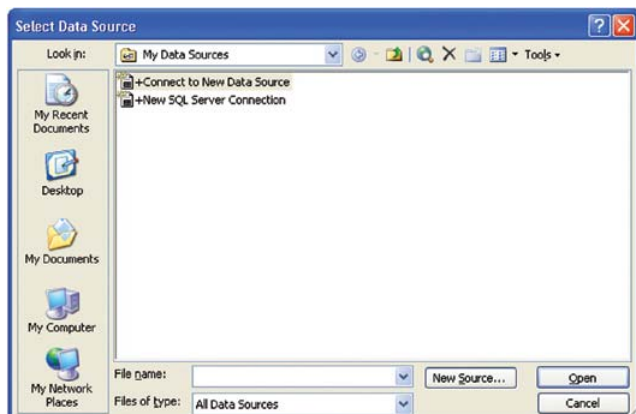 Select Data Source
Look in: My Data Sources Tools
+Connect to New Data Source
+New SQL Server Connection
My Recent
Documents
Desktop
My Documents
My Computer
My Network
Places
File name: New Source... Open
Files of type: All Data Sources Cancel